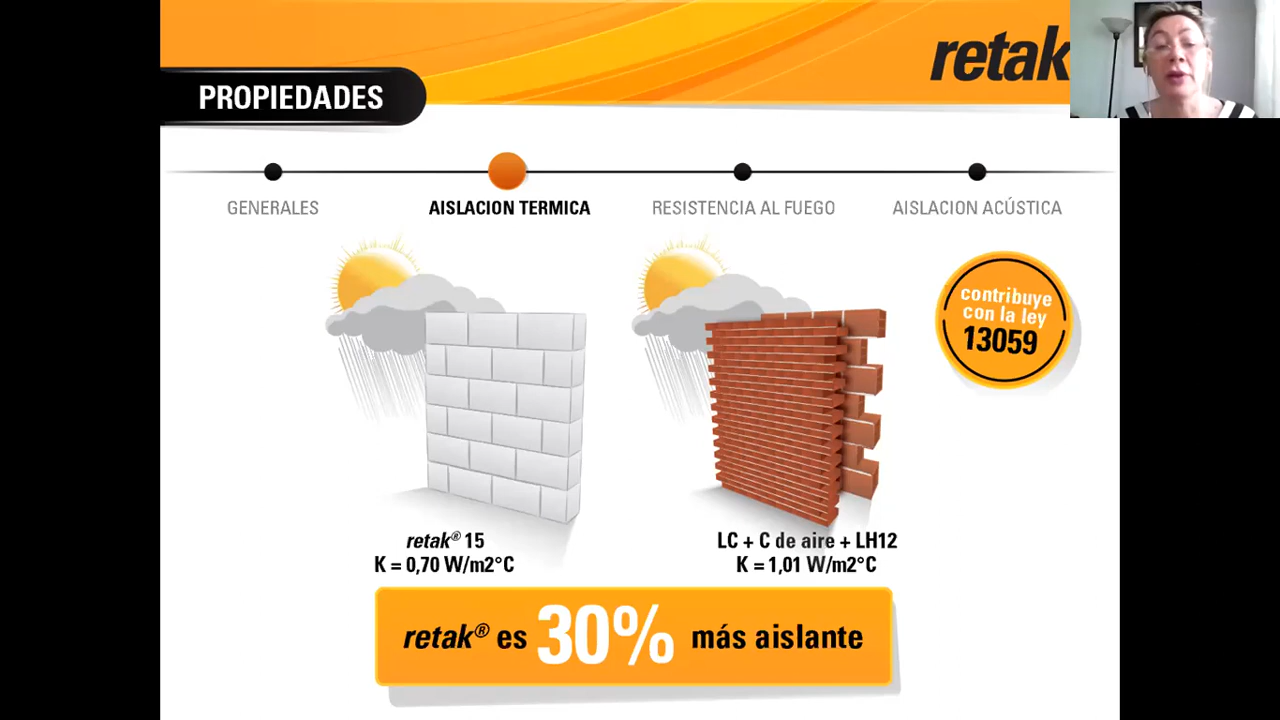 retak
PROPIEDADES
GENERALES
AISLACION TERMICA
RESISTENCIA AL FUEGO
AISLACION ACÚSTICA
contribuye
con la ley
13059
retak® 15
K = 0,70 W/m2°C
LC + C de aire + LH12
K = 1,01 W/m2°C
retak® es 30% más aislante